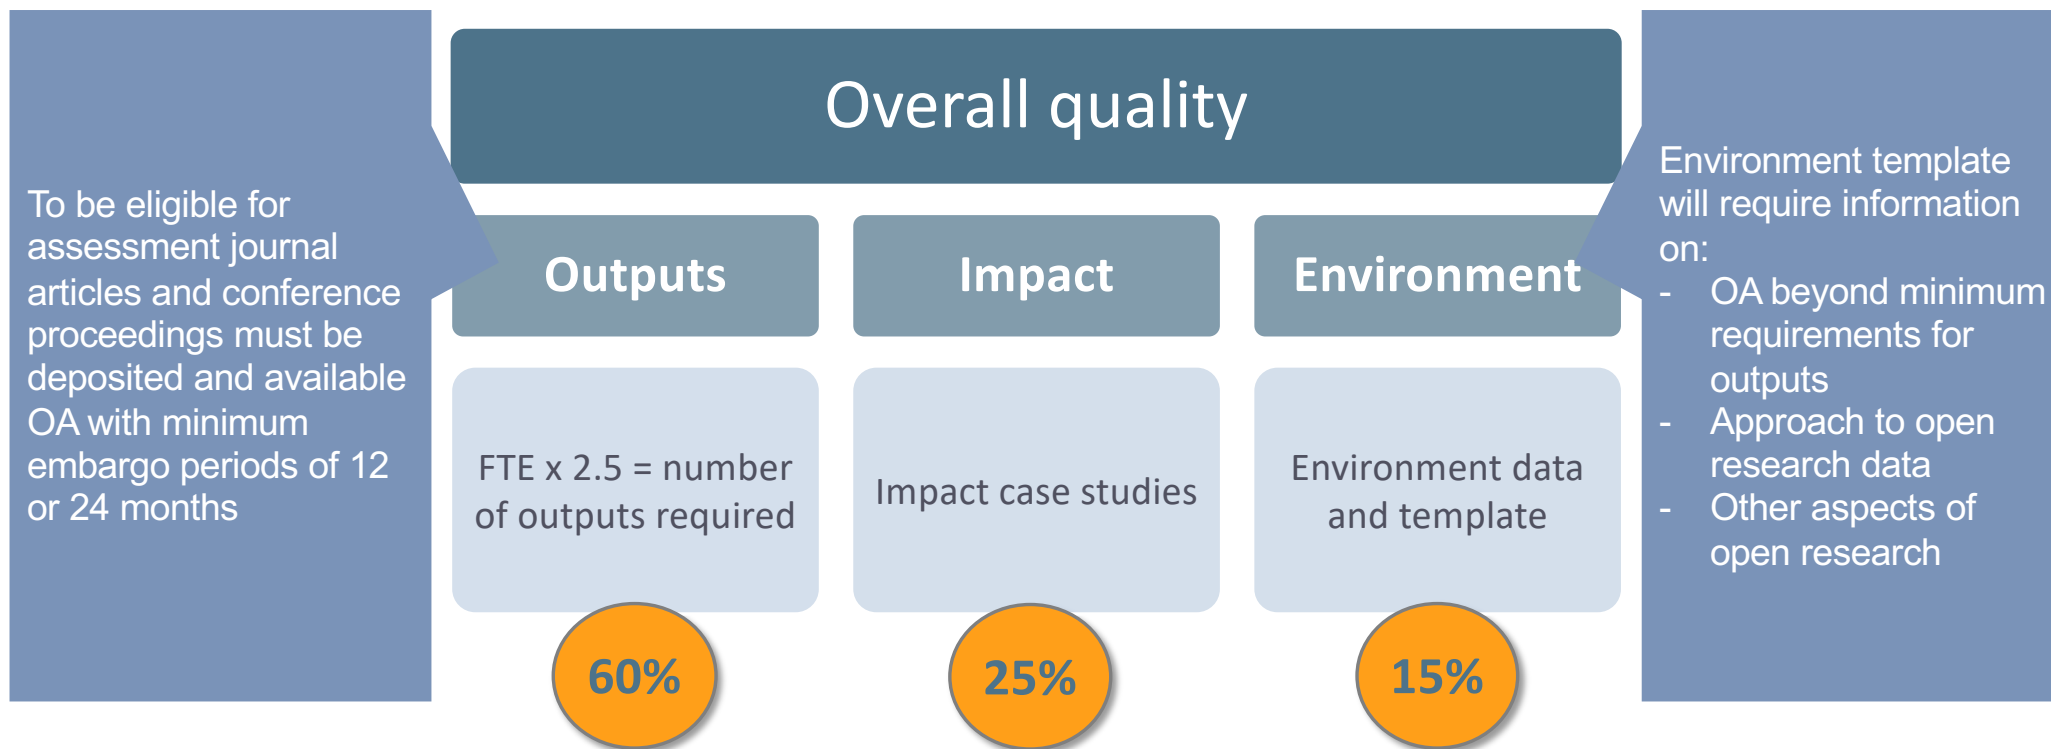 To be eligible for
assessment journal
articles and conference
proceedings must be
deposited and available
OA with minimum
embargo periods of 12
or 24 months
Overall quality
Outputs
Impact
Environment
FTE x 2.5 = number
of outputs required
Impact case studies
Environment data
and template
60%
25%
15%
Environment template
will require information
on:
- OA beyond minimum
requirements for
outputs
- Approach to open
research data
- Other aspects of
open research